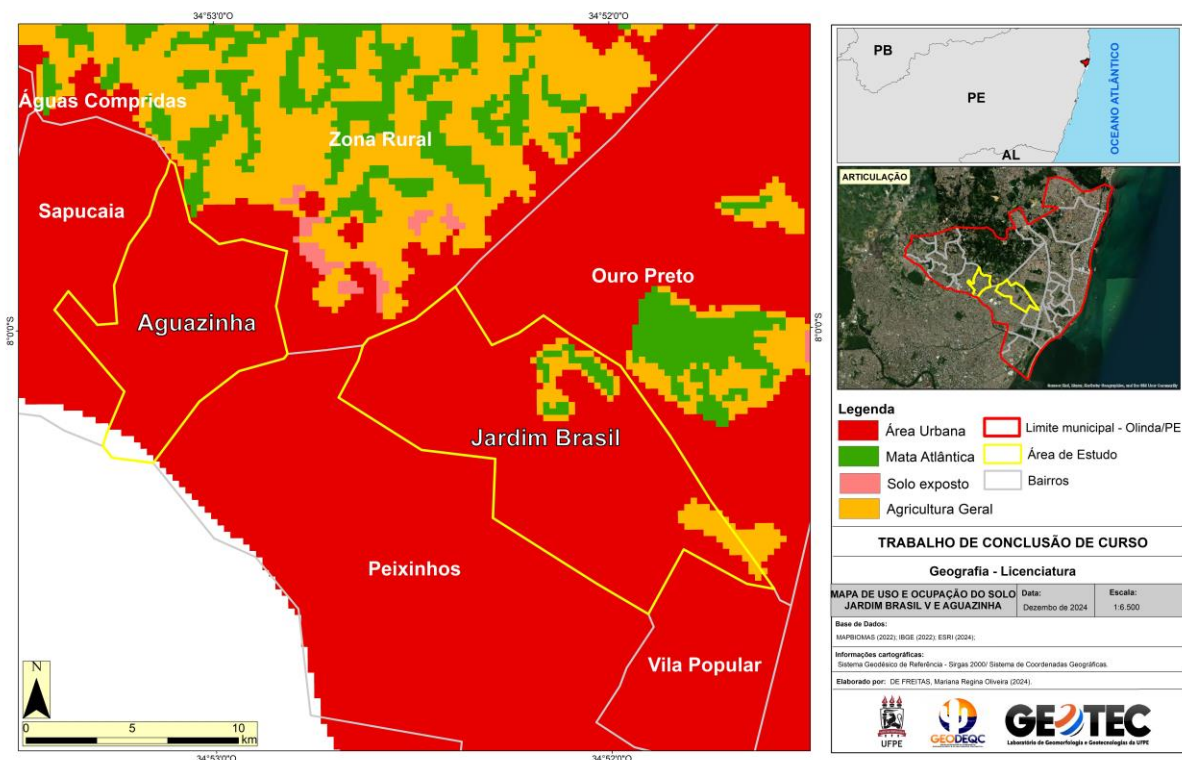 34°53'0"O
34°52'0"O
Águas Compridas
Zona Rural
Sapucaia
Ouro Preto
Aguazinha
8°0'0"S
8°0'0"S
Jardim Brasil
Peixinhos
Vila Popular
N
0 5 10
km
34°53'0"O
34°52'0"O
PB
PE
AL
OCEANO ATLÂNTICO
ARTICULAÇÃO
Legenda
Área Urbana
Mata Atlântica
Solo exposto
Agricultura Geral
Limite municipal - Olinda/PE
Área de Estudo
Bairros
TRABALHO DE CONCLUSÃO DE CURSO
Geografia - Licenciatura
MAPA DE USO E OCUPAÇÃO DO SOLO
JARDIM BRASIL V E AGUAZINHA
Data:
Dezembo de 2024
Escala:
1:6.500
Base de Dados:
MAPBIOMAS (2022); IBGE (2022); ESRI (2024);
Informações cartográficas:
Sistema Geodésico de Referência - Sirgas 2000/ Sistema de Coordenadas Geográficas
Elaborado por: DE FREITAS, Mariana Regina Oliveira (2024).
UFPE
GEODEQC
GEOTEC
Laboratório de Geomorfologia e Geotecnologias da UFPE